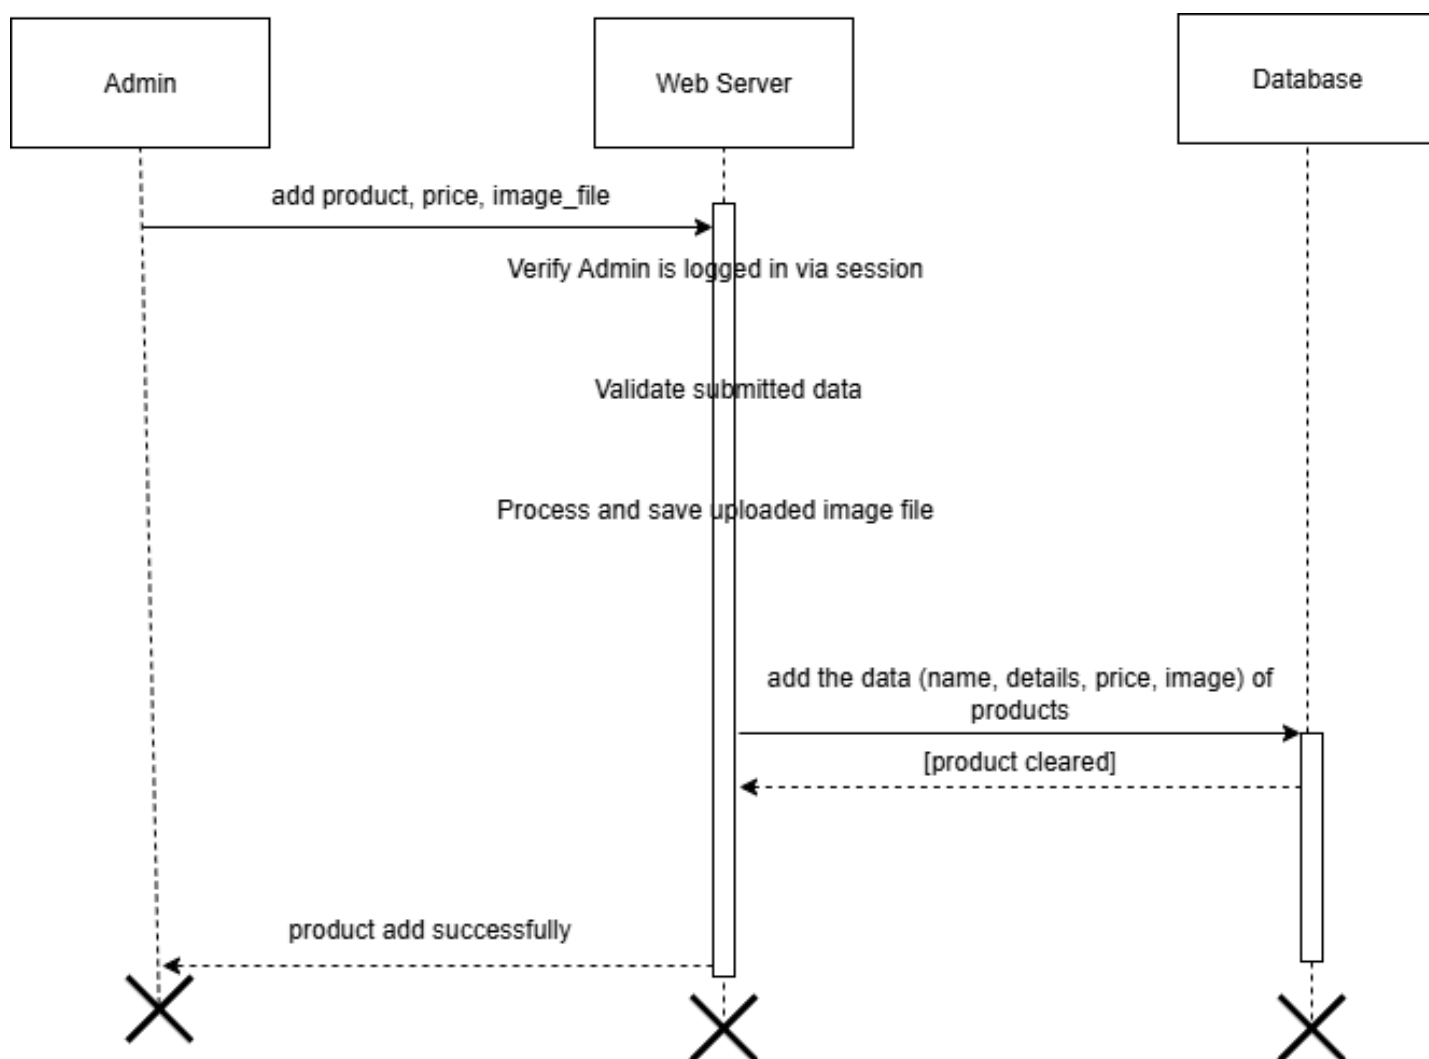 Admin
Web Server
Database
add product, price, image_file
Verify Admin is logged in via session
Validate submitted data
Process and save uploaded image file
add the data (name, details, price, image) of
products
[product cleared]
product add successfully